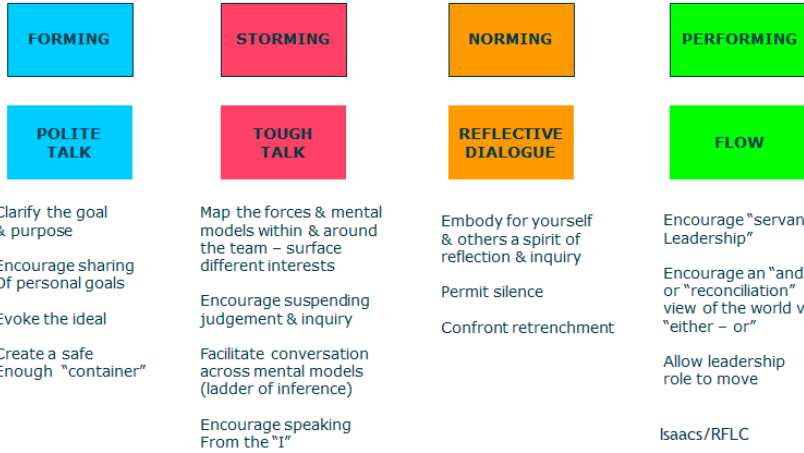 FORMING
STORMING
NORMING
PERFORMING
POLITE
TALK
TOUGH
TALK
REFLECTIVE
DIALOGUE
FLOW
Clarify the goal
& purpose
Encourage sharing
Of personal goals
Evoke the ideal
Create a safe
Enough "container"
Map the forces & mental
models within & around
the team – surface
different interests
Encourage suspending
judgement & inquiry
Facilitate conversation
across mental models
(ladder of inference)
Encourage speaking
From the "I"
Embody for yourself
& others a spirit of
reflection & inquiry
Permit silence
Confront retrenchment
Encourage "servan
Leadership"
Encourage an "and
or "reconciliation"
view of the world v
"either – or"
Allow leadership
role to move
Isaacs/RFLC